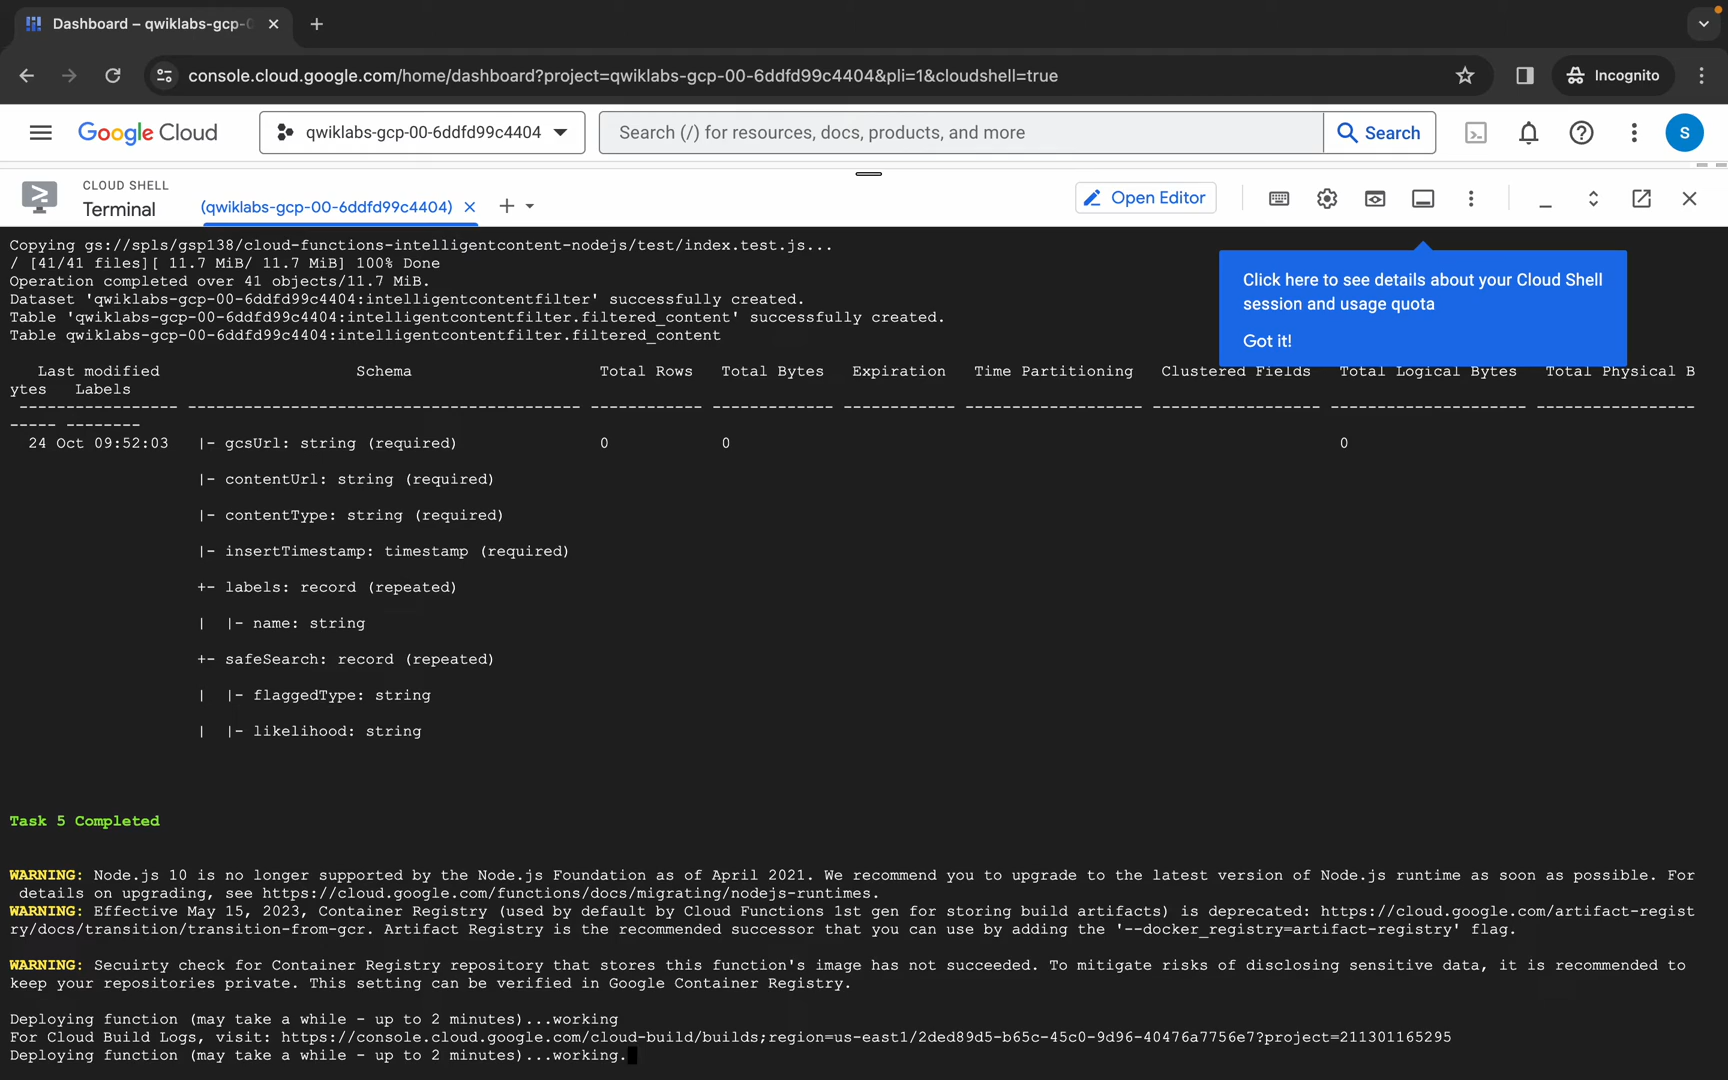 Dashboard – qwiklabs-gcp-0
console.cloud.google.com/home/dashboard?project=qwiklabs-gcp-00-6ddfd99c4404&pli=1&cloudshell=true
Incognito
Google Cloud
qwiklabs-gcp-00-6ddfd99c4404
Search (/) for resources, docs, products, and more
Search
S
CLOUD SHELL
Terminal
(qwiklabs-gcp-00-6ddfd99c4404)
Open Editor
Copying gs://spls/gsp138/cloud-functions-intelligentcontent-nodejs/test/index.test.js...
/ [41/41 files][ 11.7 MiB/ 11.7 MiB] 100% Done
Operation completed over 41 objects/11.7 MiB.
Dataset 'qwiklabs-gcp-00-6ddfd99c4404:intelligentcontentfilter' successfully created.
Table 'qwiklabs-gcp-00-6ddfd99c4404:intelligentcontentfilter.filtered_content' successfully created.
Table qwiklabs-gcp-00-6ddfd99c4404:intelligentcontentfilter.filtered_content
Click here to see details about your Cloud Shell
session and usage quota
Got it!
Last modified Schema Total Rows Total Bytes Expiration Time Partitioning Clustered Fields Total Logical Bytes Total Physical B
ytes Labels
----------------- ------------------------------------------ ------------ ------------- ------------ ------------------- ------------------ --------------------- -----------------
----- --------
24 Oct 09:52:03 |- gcsUrl: string (required) 0 0 0
|- contentUrl: string (required)
|- contentType: string (required)
|- insertTimestamp: timestamp (required)
+- labels: record (repeated)
| |- name: string
+- safeSearch: record (repeated)
| |- flaggedType: string
| |- likelihood: string
Task 5 Completed
WARNING: Node.js 10 is no longer supported by the Node.js Foundation as of April 2021. We recommend you to upgrade to the latest version of Node.js runtime as soon as possible. For
details on upgrading, see https://cloud.google.com/functions/docs/migrating/nodejs-runtimes.
WARNING: Effective May 15, 2023, Container Registry (used by default by Cloud Functions 1st gen for storing build artifacts) is deprecated: https://cloud.google.com/artifact-regist
ry/docs/transition/transition-from-gcr. Artifact Registry is the recommended successor that you can use by adding the '--docker_registry=artifact-registry' flag.
WARNING: Secuirty check for Container Registry repository that stores this function's image has not succeeded. To mitigate risks of disclosing sensitive data, it is recommended to
keep your repositories private. This setting can be verified in Google Container Registry.
Deploying function (may take a while - up to 2 minutes)...working
For Cloud Build Logs, visit: https://console.cloud.google.com/cloud-build/builds;region=us-east1/2ded89d5-b65c-45c0-9d96-40476a7756e7?project=211301165295
Deploying function (may take a while - up to 2 minutes)...working.